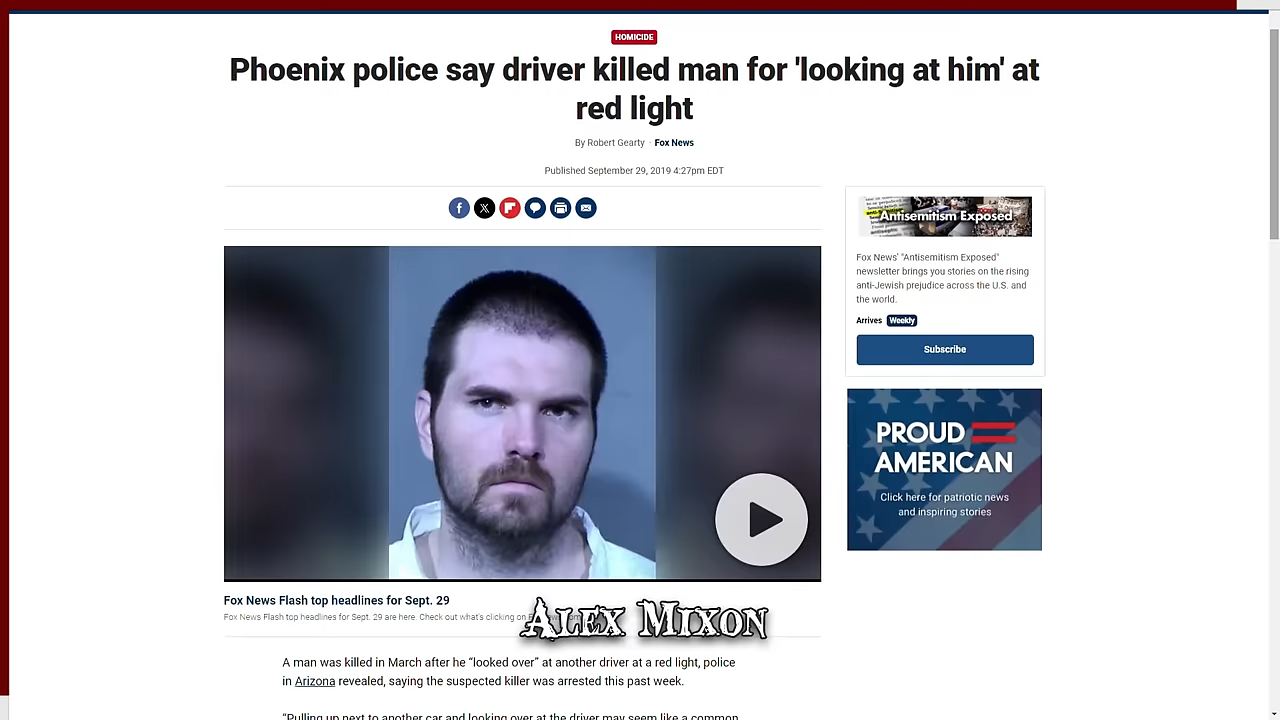 HOMICIDE
Phoenix police say driver killed man for 'looking at him' at
red light
By Robert Gearty · Fox News
Published September 29, 2019 4:27pm EDT
Antisemitism Exposed
Fox News' "Antisemitism Exposed"
newsletter brings you stories on the rising
anti-Jewish prejudice across the U.S. and
the world.
Arrives Weekly
Subscribe
PROUD
AMERICAN
Click here for patriotic news
and inspiring stories
Fox News Flash top headlines for Sept. 29
Fox News Flash top headlines for Sept. 29 are here. Check out what's clicking on
Alex Mixon
A man was killed in March after he “looked over” at another driver at a red light, police
in Arizona revealed, saying the suspected killer was arrested this past week.
"Pulling up next to another car and looking over at the driver may seem like a common